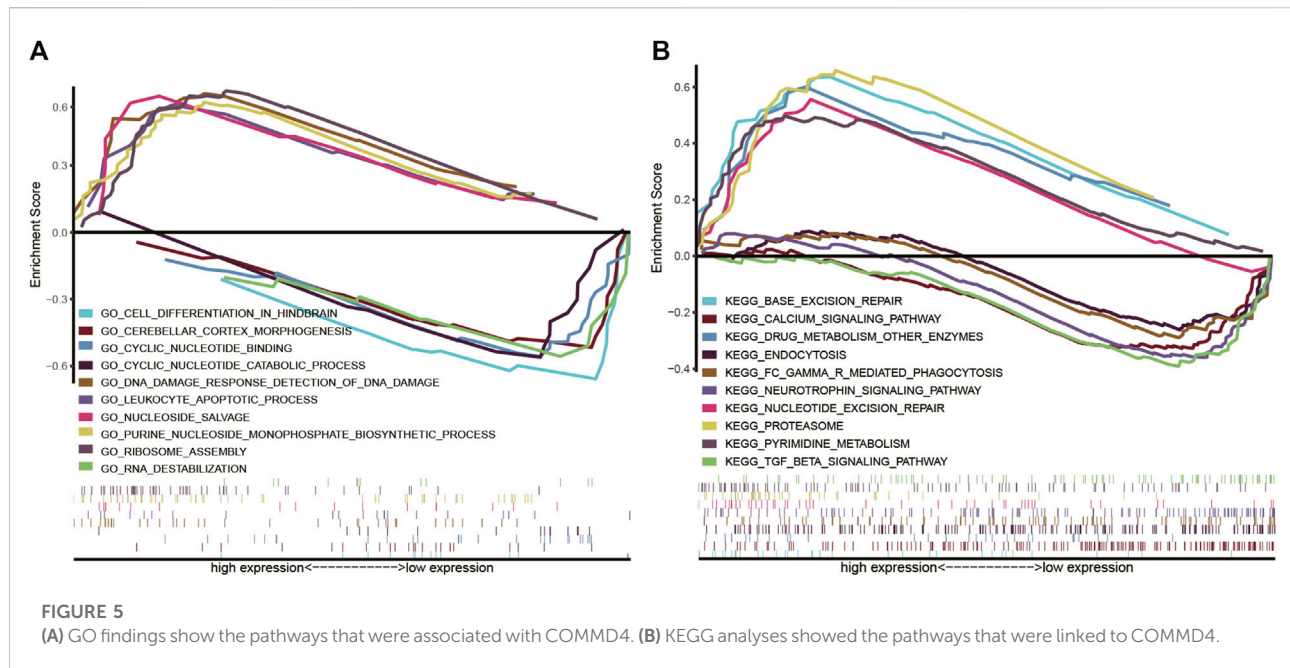 A
0.6
0.3
0.0
−0.3
−0.6
Enrichment Score
GO_CELL_DIFFERENTIATION_IN_HINDBRAIN
GO_CEREBELLAR_CORTEX_MORPHOGENESIS
GO_CYCLIC_NUCLEOTIDE_BINDING
GO_CYCLIC_NUCLEOTIDE_CATABOLIC_PROCESS
GO_DNA_DAMAGE_RESPONSE_DETECTION_OF_DNA_DAMAGE
GO_LEUKOCYTE_APOPTOTIC_PROCESS
GO_NUCLEOSIDE_SALVAGE
GO_PURINE_NUCLEOSIDE_MONOPHOSPHATE_BIOSYNTHETIC_PROCESS
GO_RIBOSOME_ASSEMBLY
GO_RNA_DESTABILIZATION
high expression<------------>low expression
B
0.6
0.4
0.2
0.0
−0.2
−0.4
Enrichment Score
KEGG_BASE_EXCISION_REPAIR
KEGG_CALCIUM_SIGNALING_PATHWAY
KEGG_DRUG_METABOLISM_OTHER_ENZYMES
KEGG_ENDOCYTOSIS
KEGG_FC_GAMMA_R_MEDIATED_PHAGOCYTOSIS
KEGG_NEUROTROPHIN_SIGNALING_PATHWAY
KEGG_NUCLEOTIDE_EXCISION_REPAIR
KEGG_PROTEASOME
KEGG_PYRIMIDINE_METABOLISM
KEGG_TGF_BETA_SIGNALING_PATHWAY
high expression<------------>low expression
FIGURE 5
(A) GO findings show the pathways that were associated with COMMD4. (B) KEGG analyses showed the pathways that were linked to COMMD4.